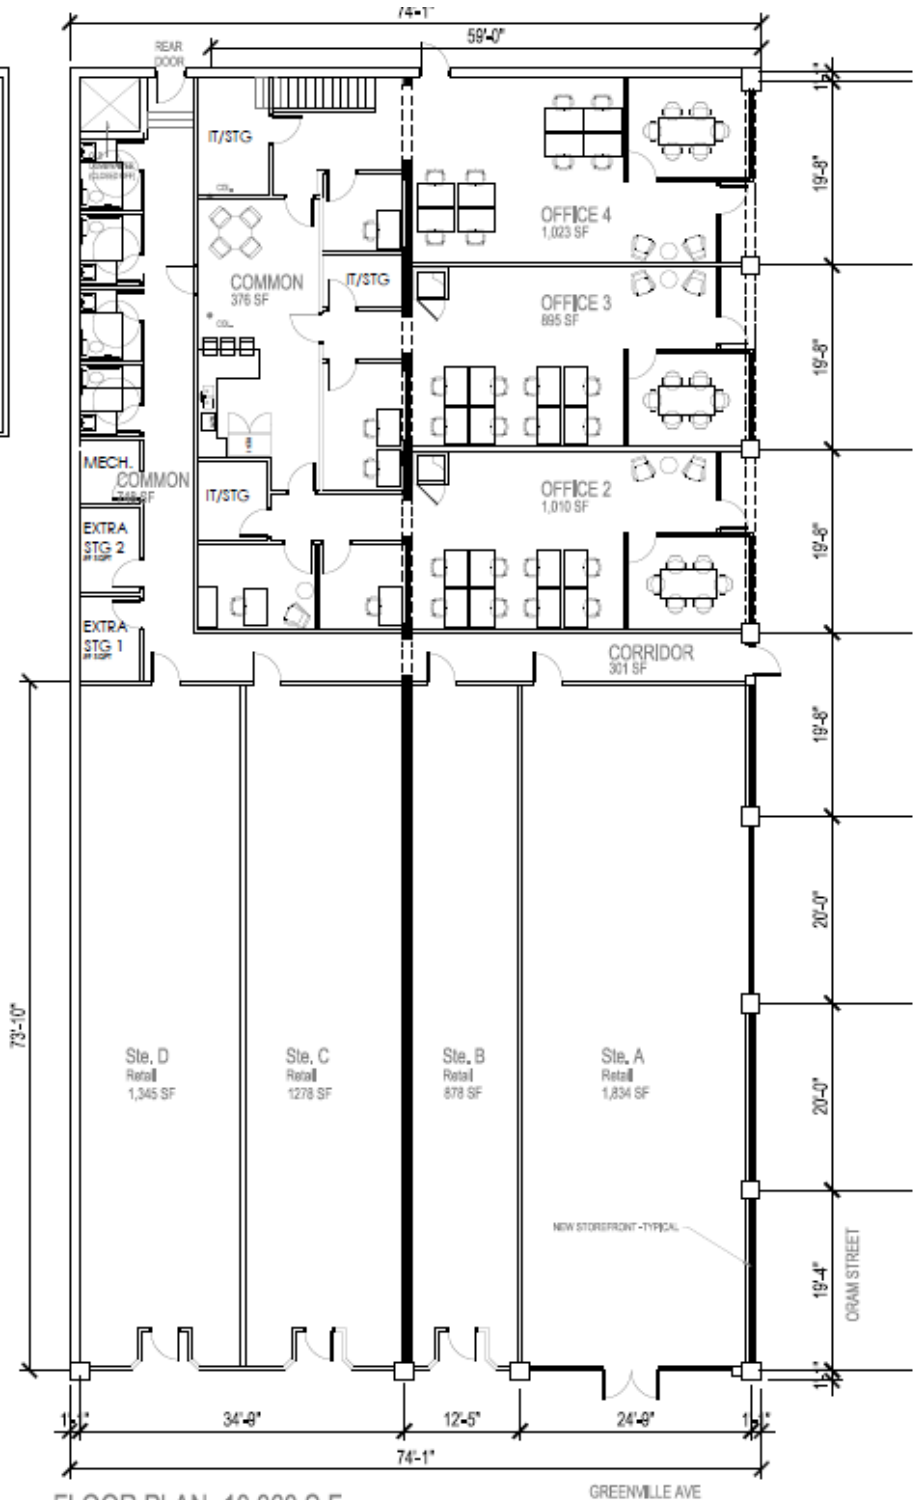 74'-1"
59'-0"
REAR
DOOR
IT/STG
COL.
OFFICE 4
1,023 SF
19'-8"
COMMON
376 SF
COL.
IT/STG
OFFICE 3
895 SF
19'-8"
MECH.
COMMON
IT/STG
EXTRA
STG 2
OFFICE 2
1,010 SF
19'-8"
EXTRA
STG 1
CORRIDOR
301 SF
19'-8"
20'-0"
73'-10"
Ste. D
Retail
1,345 SF
Ste. C
Retail
1278 SF
Ste. B
Retail
878 SF
Ste. A
Retail
1,834 SF
20'-0"
NEW STOREFRONT - TYPICAL
19'-4"
ORAM STREET
34'-9"
12'-5"
24'-9"
74'-1"
GREENVILLE AVE